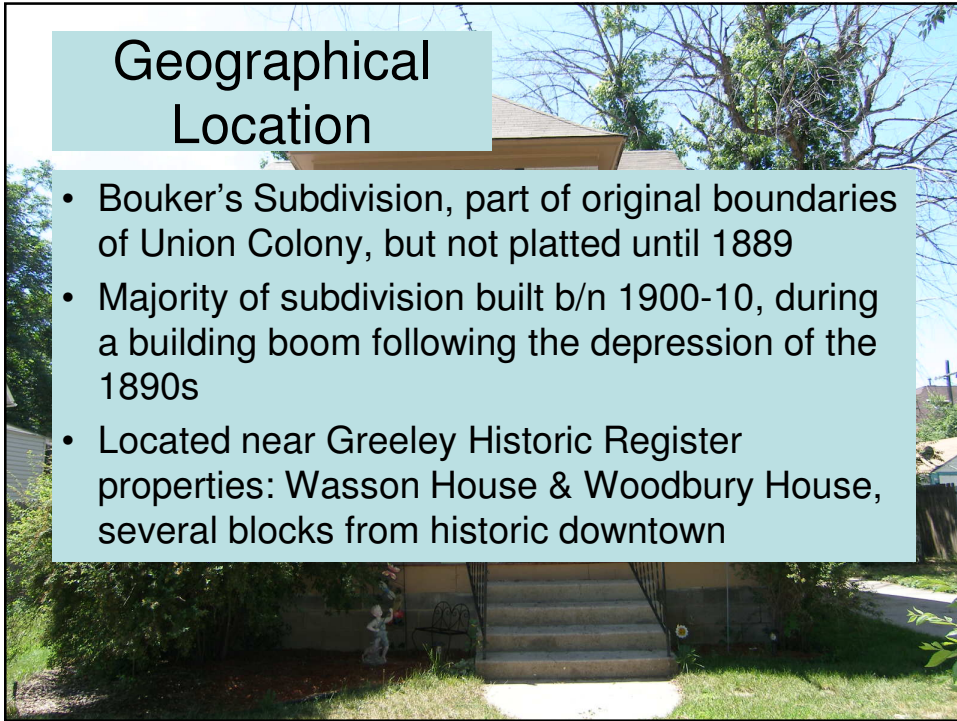 Geographical
Location
• Bouker’s Subdivision, part of original boundaries
of Union Colony, but not platted until 1889
• Majority of subdivision built b/n 1900-10, during
a building boom following the depression of the
1890s
• Located near Greeley Historic Register
properties: Wasson House & Woodbury House,
several blocks from historic downtown